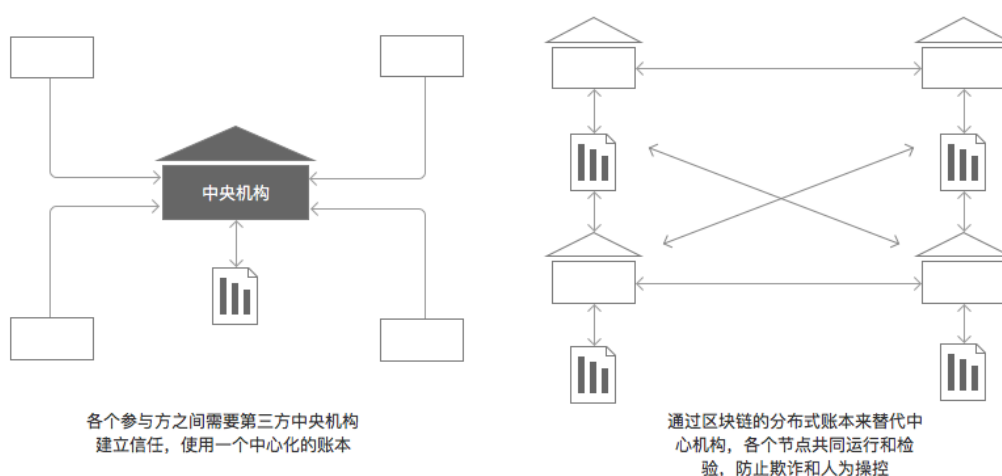 中央机构
各个参与方之间需要第三方中央机构
建立信任，使用一个中心化的账本
通过区块链的分布式账本来替代中
心机构，各个节点共同运行和检
验，防止欺诈和人为操控